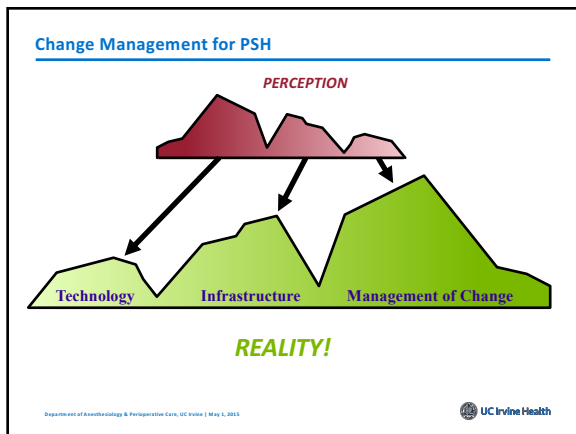 Change Management for PSH
PERCEPTION
Technology Infrastructure Management of Change
REALITY!
Department of Anesthesiology & Perioperative Care, UC Irvine | May 1, 2015
UC Irvine Health